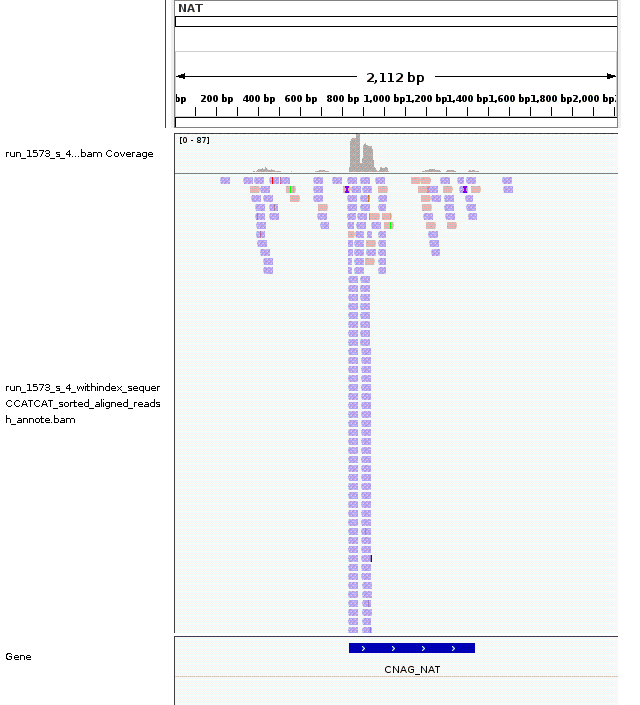 NAT
2,112 bp
bp 200 bp 400 bp 600 bp 800 bp 1,000 bp 1,200 bp 1,400 bp 1,600 bp 1,800 bp 2,000 bp
[0 - 87]
run_1573_s_4...bam Coverage
run_1573_s_4_withindex_sequer
CCATCAT_sorted_aligned_reads
h_annote.bam
Gene
CNAG_NAT